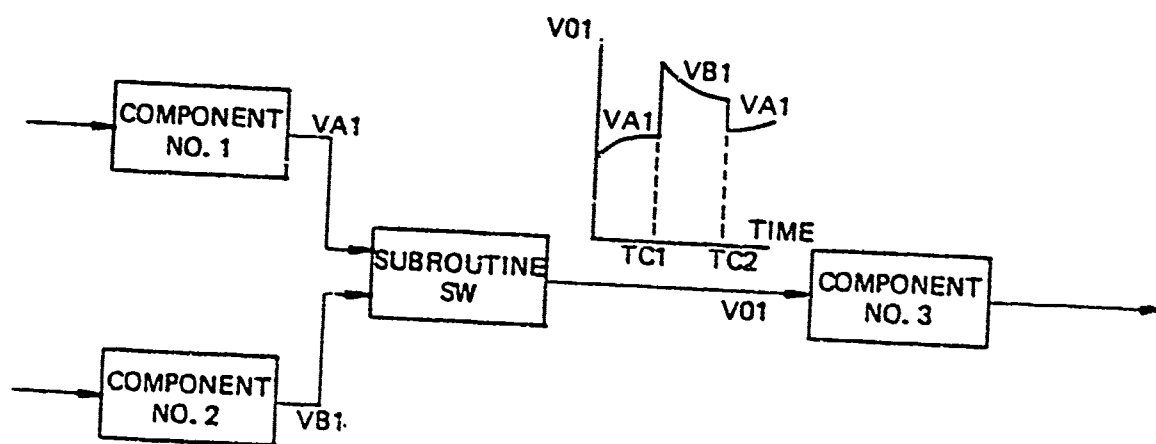 V01
VB1
VA1
VA1
COMPONENT
NO. 1
VA1
TIME
TC1
TC2
SUBROUTINE
SW
V01
COMPONENT
NO. 3
COMPONENT
NO. 2
VB1.